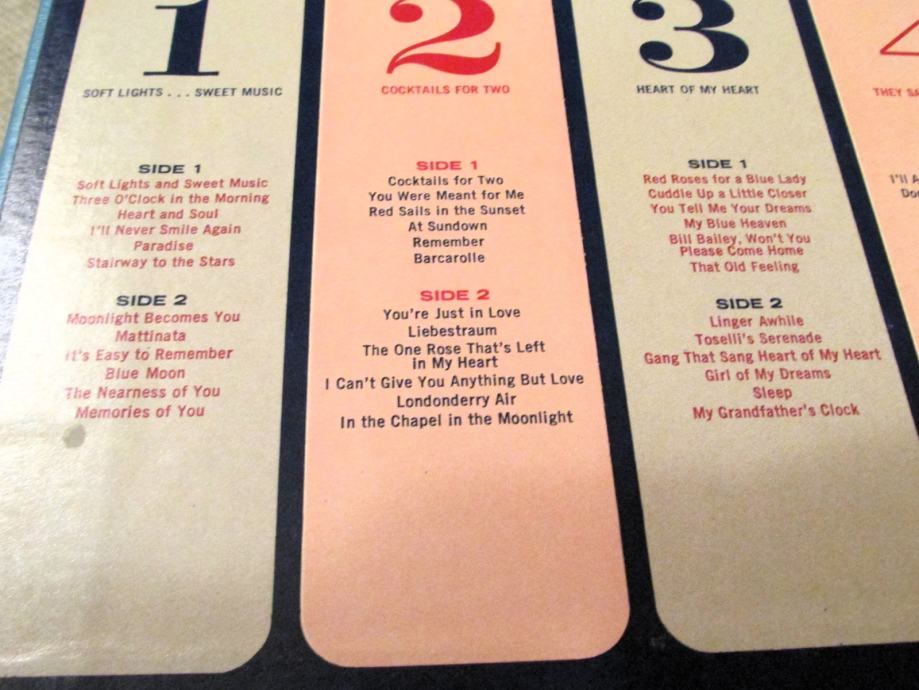 1
SOFT LIGHTS . . . SWEET MUSIC
SIDE 1
Soft Lights and Sweet Music
Three O'Clock in the Morning
Heart and Soul
I'll Never Smile Again
Paradise
Stairway to the Stars
SIDE 2
Moonlight Becomes You
Mattinata
It's Easy to Remember
Blue Moon
The Nearness of You
Memories of You
2
COCKTAILS FOR TWO
SIDE 1
Cocktails for Two
You Were Meant for Me
Red Sails in the Sunset
At Sundown
Remember
Barcarolle
SIDE 2
You're Just in Love
Liebestraum
The One Rose That's Left
in My Heart
I Can't Give You Anything But Love
Londonderry Air
In the Chapel in the Moonlight
3
HEART OF MY HEART
SIDE 1
Red Roses for a Blue Lady
Cuddle Up a Little Closer
You Tell Me Your Dreams
My Blue Heaven
Bill Bailey, Won't You
Please Come Home
That Old Feeling
SIDE 2
Linger Awhile
Toselli's Serenade
Gang That Sang Heart of My Heart
Girl of My Dreams
Sleep
My Grandfather's Clock
THEY
I'll